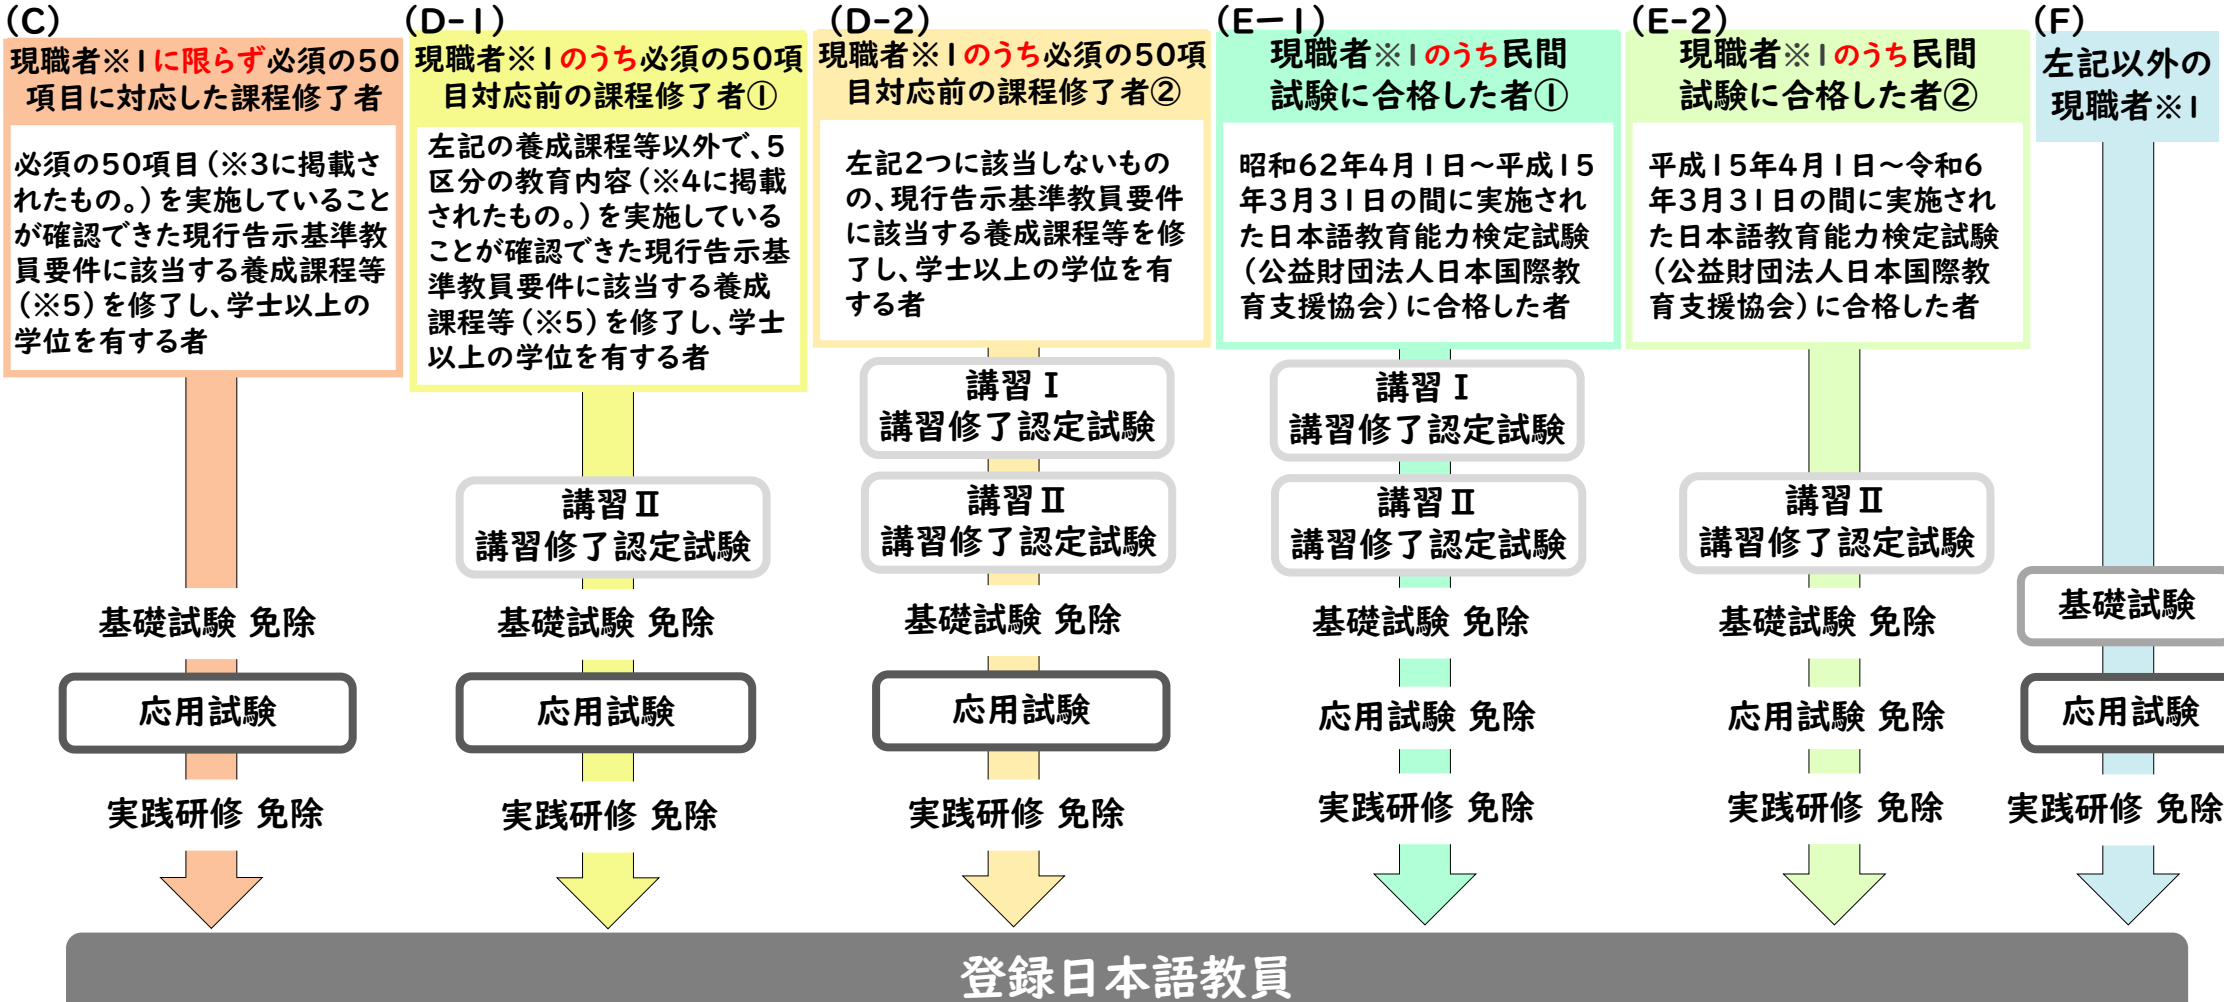 (C)
現職者※1に限らず必須の50
項目に対応した課程修了者
必須の50項目(※3に掲載さ
れたもの。)を実施していること
が確認できた現行告示基準教
員要件に該当する養成課程等
(※5)を修了し、学士以上の
学位を有する者
基礎試験 免除
応用試験
実践研修 免除
(D-1)
現職者※1のうち必須の50項
目対応前の課程修了者①
左記の養成課程等以外で、5
区分の教育内容(※4に掲載
されたもの。)を実施している
ことが確認できた現行告示基
準教員要件に該当する養成
課程等(※5)を修了し、学士
以上の学位を有する者
講習Ⅱ
講習修了認定試験
基礎試験 免除
応用試験
実践研修 免除
(D-2)
現職者※1のうち必須の50項
目対応前の課程修了者②
左記2つに該当しないもの
の、現行告示基準教員要件
に該当する養成課程等を修
了し、学士以上の学位を有
する者
講習Ⅰ
講習修了認定試験
講習Ⅱ
講習修了認定試験
基礎試験 免除
応用試験
実践研修 免除
(E-1)
現職者※1のうち民間
試験に合格した者①
昭和62年4月1日~平成15
年3月31日の間に実施され
た日本語教育能力検定試験
(公益財団法人日本国際教
育支援協会)に合格した者
講習Ⅰ
講習修了認定試験
講習Ⅱ
講習修了認定試験
基礎試験 免除
応用試験 免除
実践研修 免除
(E-2)
現職者※1のうち民間
試験に合格した者②
平成15年4月1日~令和6
年3月31日の間に実施され
た日本語教育能力検定試験
(公益財団法人日本国際教
育支援協会)に合格した者
講習Ⅱ
講習修了認定試験
基礎試験 免除
応用試験 免除
実践研修 免除
(F)
左記以外の
現職者※1
基礎試験
応用試験
実践研修 免除
登録日本語教員